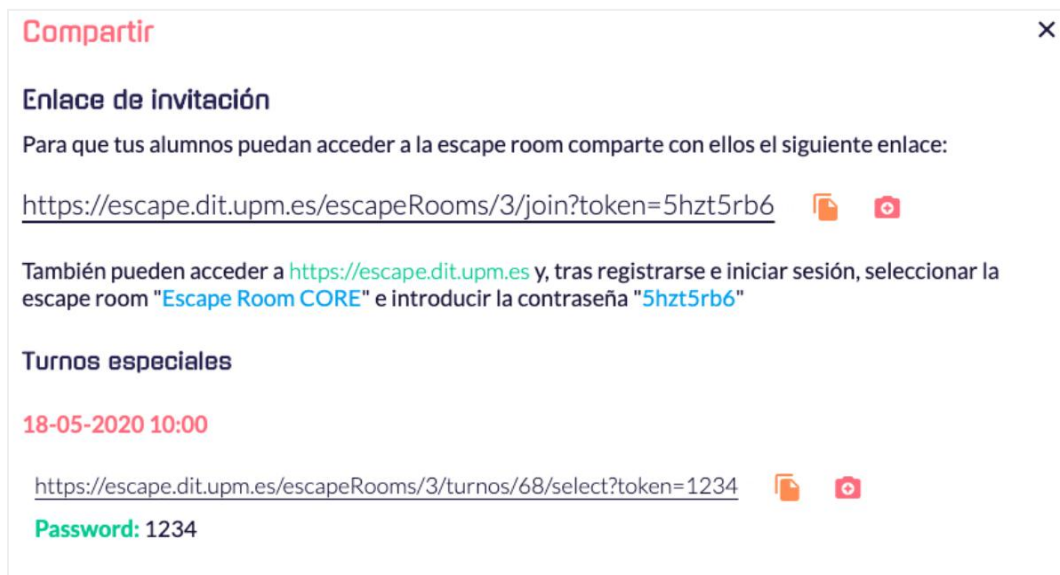 Compartir
Enlace de invitación
Para que tus alumnos puedan acceder a la escape room comparte con ellos el siguiente enlace:
https://escape.dit.upm.es/escapeRooms/3/join?token=5hzt5rb6
También pueden acceder a https://escape.dit.upm.es y, tras registrarse e iniciar sesión, seleccionar la
escape room "Escape Room CORE" e introducir la contraseña "5hzt5rb6"
Turnos especiales
18-05-2020 10:00
https://escape.dit.upm.es/escapeRooms/3/turnos/68/select?token=1234
Password: 1234